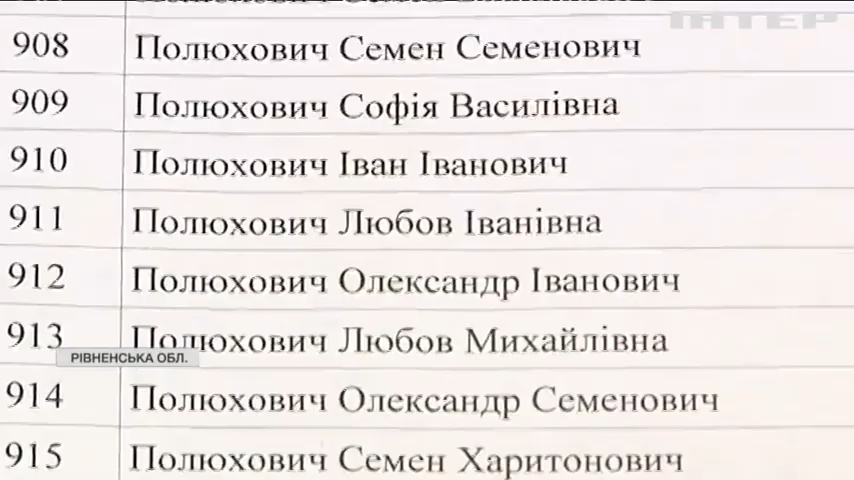 ІНТЕР
908 Полюхович Семен Семенович
909 Полюхович Софія Василівна
910 Полюхович Іван Іванович
911 Полюхович Любов Іванівна
912 Полюхович Олександр Іванович
913 Полюхович Любов Михайлівна
РІВНЕНСЬКА ОБЛ.
914 Полюхович Олександр Семенович
915 Полюхович Семен Харитонович